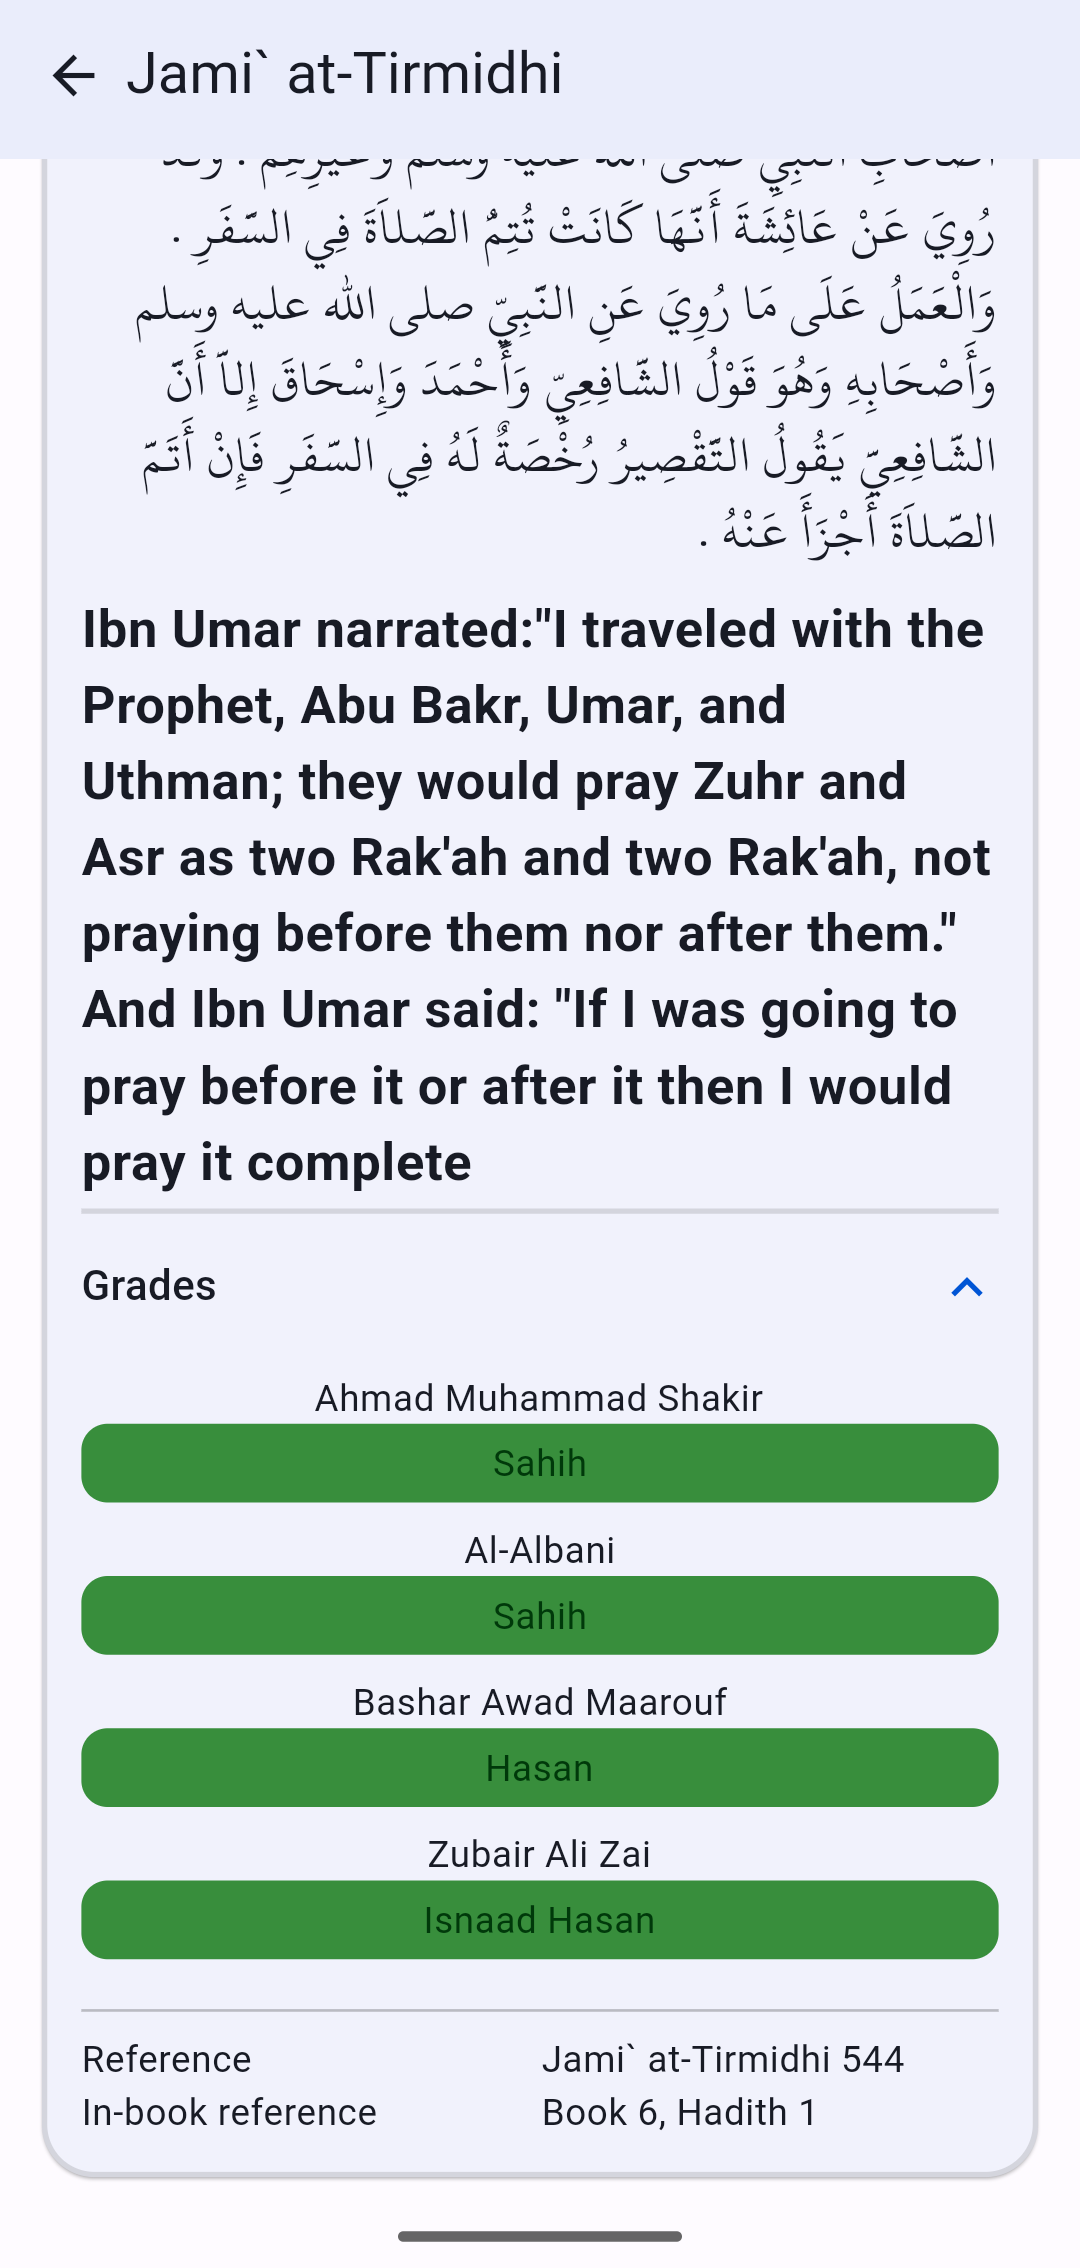 Jami` at-Tirmidhi
رُوِيَ عَنْ عَائِشَةَ أَنَّهَا كَانَتْ تُتِمُّ الصَّلاَةَ فِي السَّفَرِ .
وَالْعَمَلُ عَلَى مَا رُوِيَ عَنِ النَّبِيِّ صلى الله عليه وسلم
وَأَصْحَابِهِ وَهُوَ قَوْلُ الشَّافِعِيِّ وَأَحْمَدَ وَإِسْحَاقَ إِلاَّ أَنَّ
الشَّافِعِيَّ يَقُولُ التَّقْصِيرُ رُخْصَةٌ لَهُ فِي السَّفَرِ فَإِنْ أَتَمَّ
الصَّلاَةَ أَجْزَأَ عَنْهُ .
Ibn Umar narrated:"I traveled with the
Prophet, Abu Bakr, Umar, and
Uthman; they would pray Zuhr and
Asr as two Rak'ah and two Rak'ah, not
praying before them nor after them."
And Ibn Umar said: "If I was going to
pray before it or after it then I would
pray it complete
Grades
Ahmad Muhammad Shakir
Sahih
Al-Albani
Sahih
Bashar Awad Maarouf
Hasan
Zubair Ali Zai
Isnaad Hasan
Reference Jami` at-Tirmidhi 544
In-book reference Book 6, Hadith 1